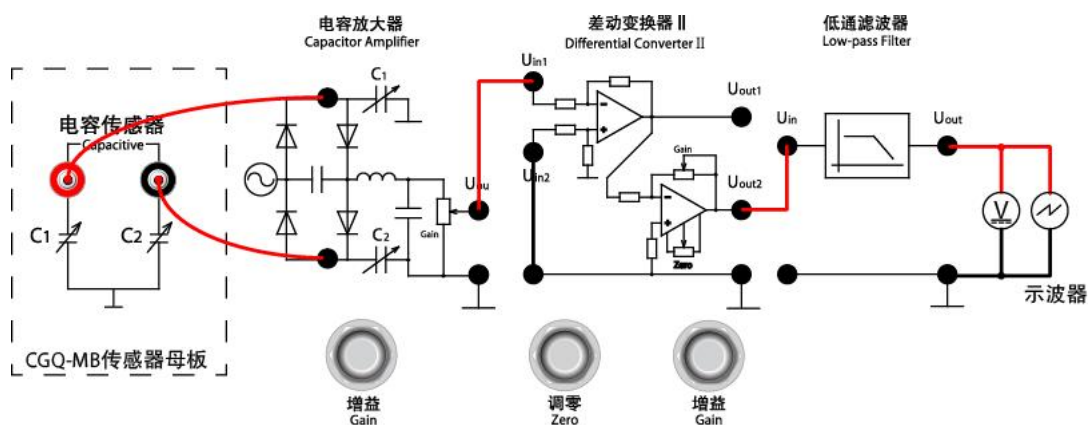 电容放大器
Capacitor Amplifier
差动变换器 II
Differential Converter II
低通滤波器
Low-pass Filter
电容传感器
Capacitive
C1
C2
CGQ-MB传感器母板
C1
C2
Gain
Uin1
Uin2
Uout1
Gain
Uout2
Zero
Uin
Uout
V
示波器
增益
Gain
调零
Zero
增益
Gain